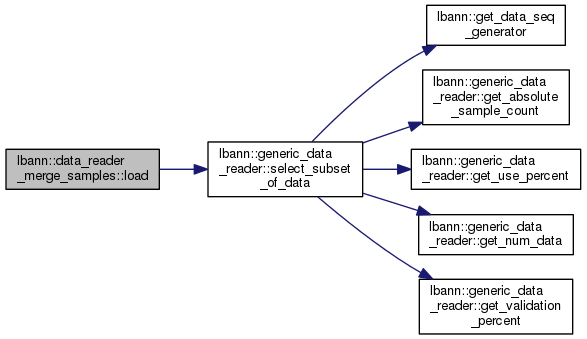 lbann::data_reader
_merge_samples::load
lbann::generic_data
_reader::select_subset
_of_data
lbann::get_data_seq
_generator
lbann::generic_data
_reader::get_absolute
_sample_count
lbann::generic_data
_reader::get_use_percent
lbann::generic_data
_reader::get_num_data
lbann::generic_data
_reader::get_validation
_percent